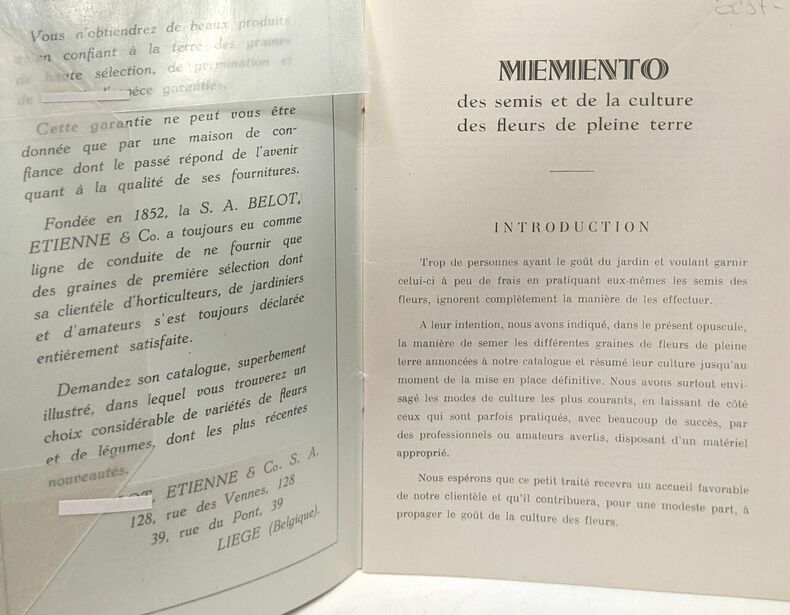 Vous n'obtiendrez de beaux produits
qu'en confiant à la terre des graines
de haute sélection, de germination et
de l'espèce garanties.
Cette garantie ne peut vous être
donnée que par une maison de con-
fiance dont le passé répond de l'avenir
quant à la qualité de ses fournitures.
Fondée en 1852, la S. A. BELOT,
ETIENNE & Co. a toujours eu comme
ligne de conduite de ne fournir que
des graines de première sélection dont
sa clientèle d'horticulteurs, de jardiniers
et d'amateurs s'est toujours déclarée
entièrement satisfaite.
Demandez son catalogue, superbement
illustré, dans lequel vous trouverez un
choix considérable de variétés de fleurs
et de légumes, dont les plus récentes
nouveautés.
ETIENNE & Co. S. A.
128, rue des Vennes, 128
39, rue du Pont, 39
LIEGE (Belgique).
MEMENTO
des semis et de la culture
des fleurs de pleine terre
INTRODUCTION
Trop de personnes ayant le goût du jardin et voulant garnir
celui-ci à peu de frais en pratiquant eux-mêmes les semis des
fleurs, ignorent complètement la manière de les effectuer.
A leur intention, nous avons indiqué, dans le présent opuscule,
la manière de semer les différentes graines de fleurs de pleine
terre annoncées à notre catalogue et résumé leur culture jusqu'au
moment de la mise en place définitive. Nous avons surtout envi-
sagé les modes de culture les plus courants, en laissant de côté
ceux qui sont parfois pratiqués, avec beaucoup de succès, par
des professionnels ou amateurs avertis, disposant d'un matériel
approprié.
Nous espérons que ce petit traité recevra un accueil favorable
de notre clientèle et qu'il contribuera, pour une modeste part, à
propager le goût de la culture des fleurs.